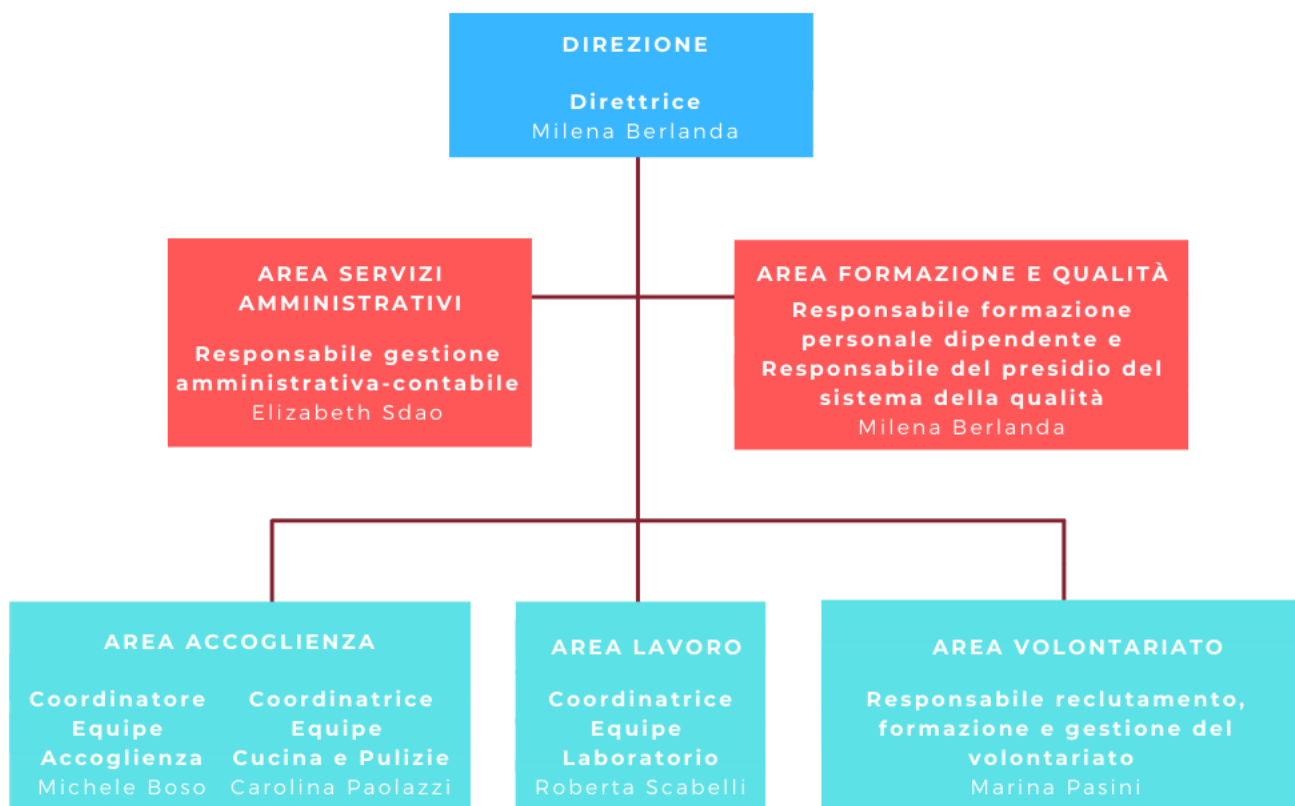 DIREZIONE
Direttrice
Milena Berlanda
AREA SERVIZI
AMMINISTRATIVI
Responsabile gestione
amministrativa-contabile
Elizabeth Sdao
AREA FORMAZIONE E QUALITÀ
Responsabile formazione
personale dipendente e
Responsabile del presidio del
sistema della qualità
Milena Berlanda
AREA ACCOGLIENZA
Coordinatore
Equipe
Accoglienza
Michele Boso
Coordinatrice
Equipe
Cucina e Pulizie
Carolina Paolazzi
AREA LAVORO
Coordinatrice
Equipe
Laboratorio
Roberta Scabelli
AREA VOLONTARIATO
Responsabile reclutamento,
formazione e gestione del
volontariato
Marina Pasini